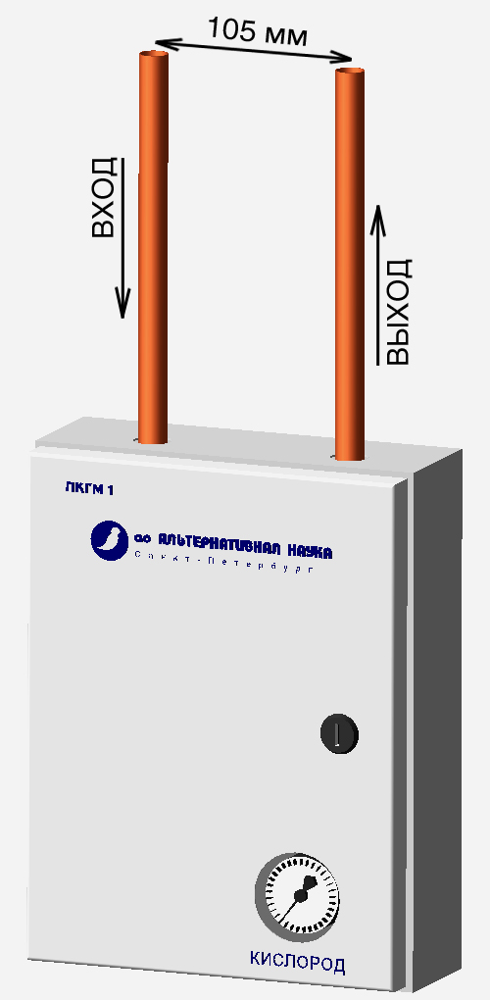 105 мм
ВХОД
ВЫХОД
ЛКГМ 1
ао АЛЬТЕРНАТИВНАЯ НАУКА
Санкт-Петербург
КИСЛОРОД